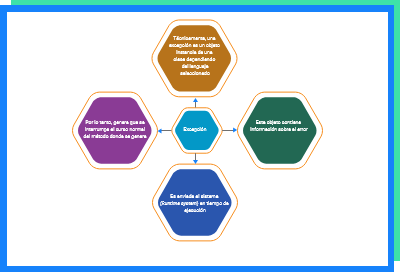 Técnicamente, una
excepción es un objeto
instancia de una
clase dependiendo
del lenguaje
seleccionado
Por lo tanto, genera que se
interrumpa el curso normal
del método donde se genera
Excepción
Este objeto contiene
información sobre el error
Es enviada al sistema
(runtime system) en tiempo de
ejecución